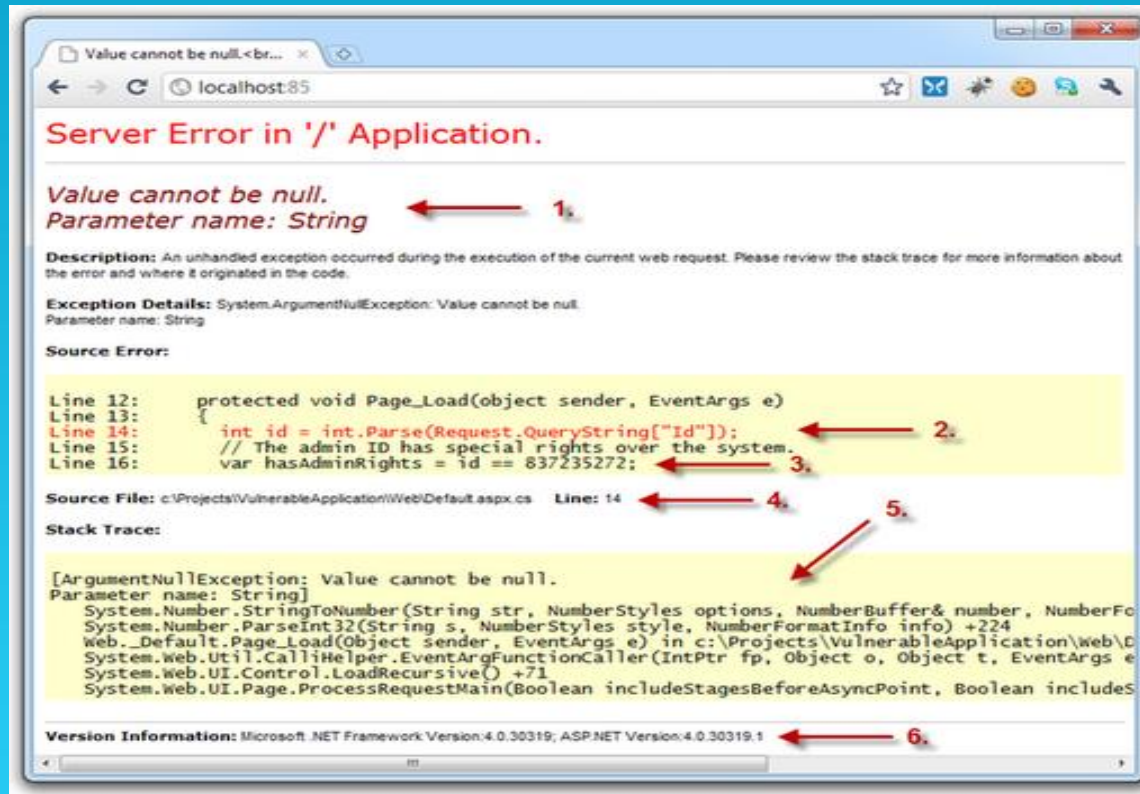 Value cannot be null.<br...
localhost:85
Server Error in '/' Application.
Value cannot be null.
Parameter name: String
1.
Description: An unhandled exception occurred during the execution of the current web request. Please review the stack trace for more information about
the error and where it originated in the code.
Exception Details: System.ArgumentNullException: Value cannot be null.
Parameter name: String
Source Error:
Line 12: protected void Page_Load(object sender, EventArgs e)
Line 13: {
Line 14: int id = int.Parse(Request.QueryString["Id"]);
2.
Line 15: // The admin ID has special rights over the system.
Line 16: var hasAdminRights = id == 837235272;
3.
Source File: c:\Projects\VulnerableApplication\Web\Default.aspx.cs Line: 14
4.
Stack Trace:
5.
[ArgumentNullException: Value cannot be null.
Parameter name: String]
System.Number.StringToNumber(String str, NumberStyles options, NumberBuffer& number, NumberFo
System.Number.ParseInt32(String s, NumberStyles style, NumberFormatInfo info) +224
Web._Default.Page_Load(Object sender, EventArgs e) in c:\Projects\VulnerableApplication\Web\D
System.Web.Util.CalliHelper.EventArgFunctionCaller(IntPtr fp, Object o, Object t, EventArgs e
System.Web.UI.Control.LoadRecursive() +71
System.Web.UI.Page.ProcessRequestMain(Boolean includeStagesBeforeAsyncPoint, Boolean includeS
Version Information: Microsoft .NET Framework Version:4.0.30319; ASP.NET Version:4.0.30319.1
6.